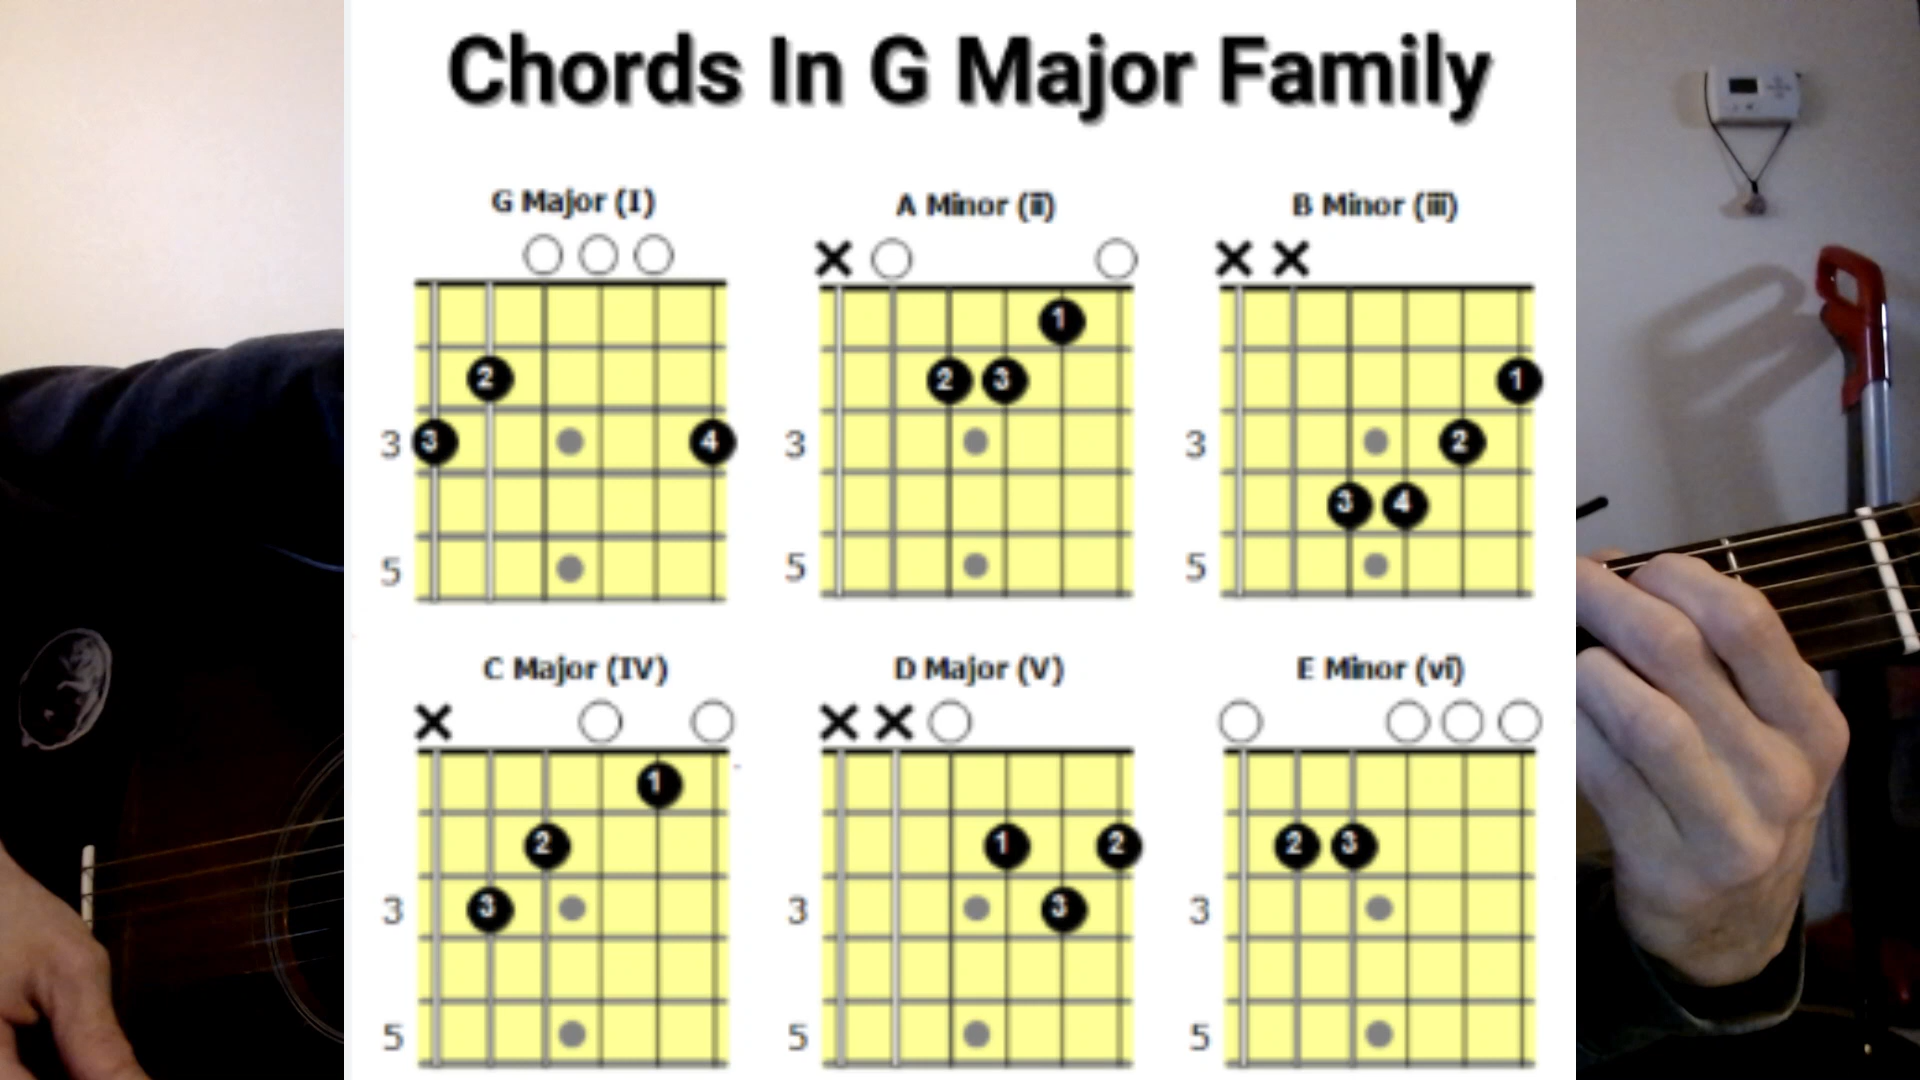 Chords In G Major Family
G Major (I) A Minor (ii) B Minor (iii)
X X X
1
2 2 3 1
3 3 4 3 3 2
3 4
5 5 5
C Major (IV) D Major (V) E Minor (vi)
X X X
1
2 1 2 2 3
3 3 3 3 3
5 5 5